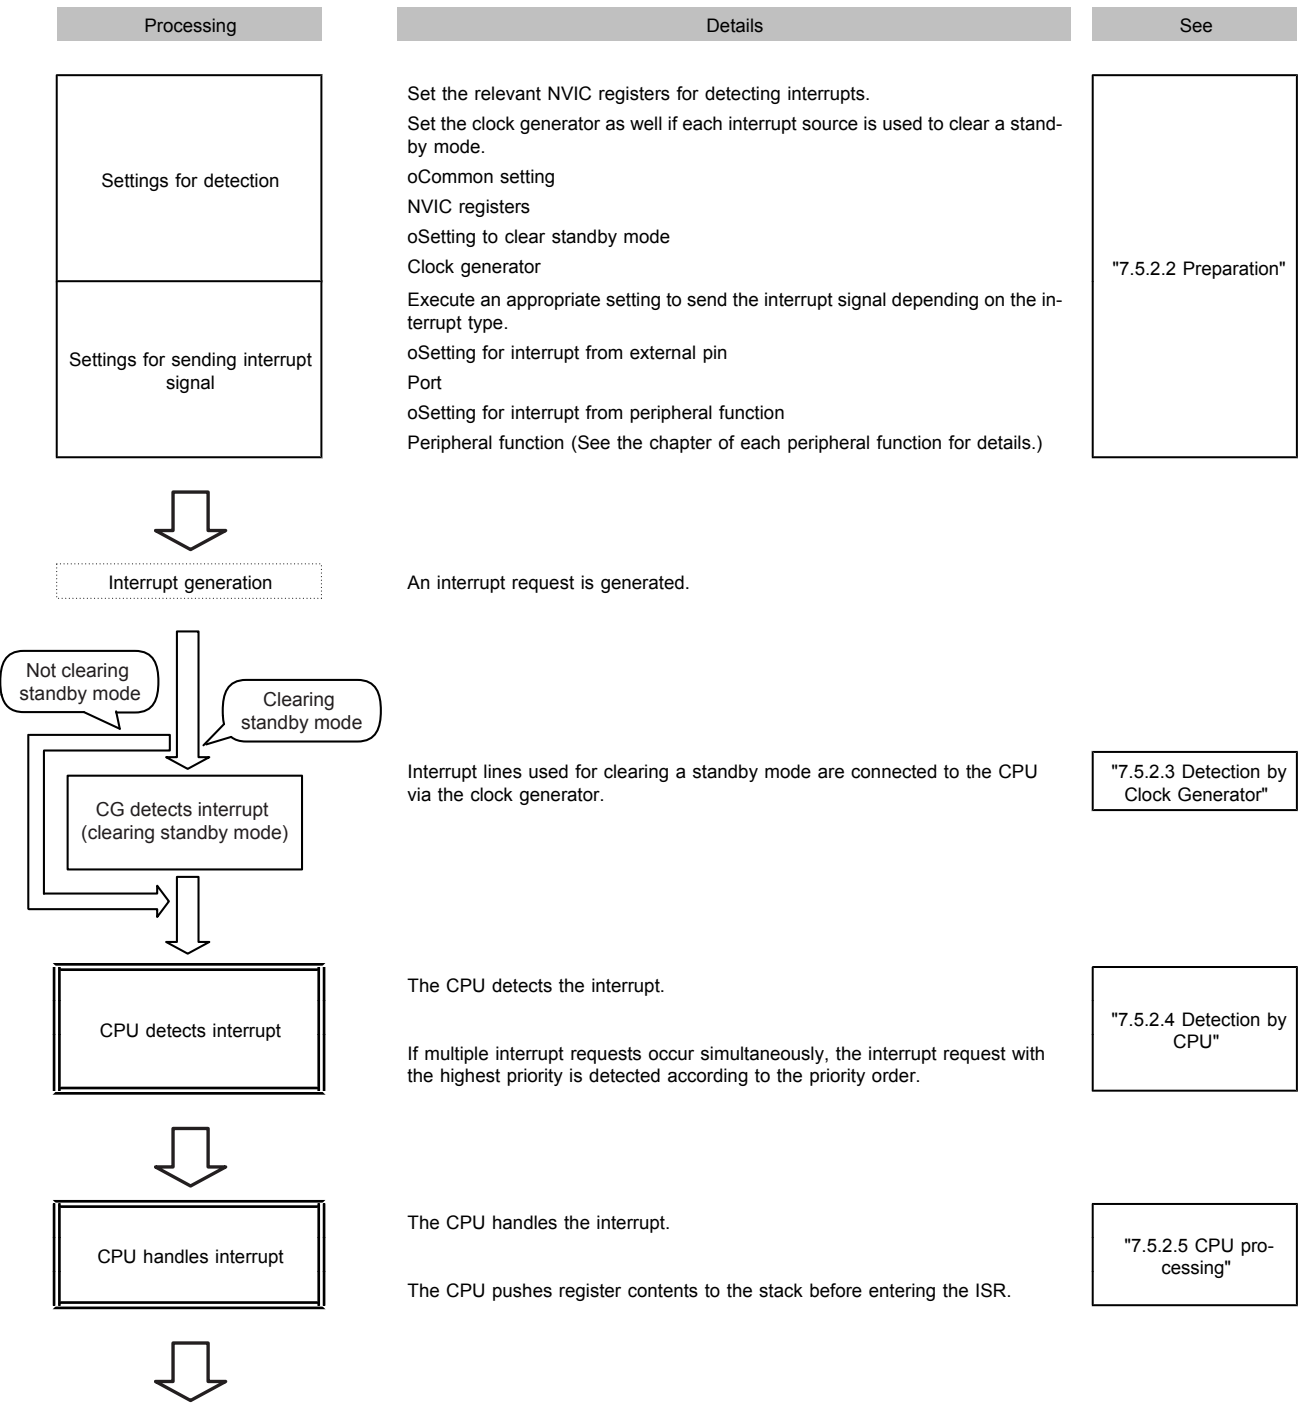 Processing
Details
See
Settings for detection
Set the relevant NVIC registers for detecting interrupts.
Set the clock generator as well if each interrupt source is used to clear a stand-
by mode.
oCommon setting
NVIC registers
oSetting to clear standby mode
Clock generator
"7.5.2.2 Preparation"
Settings for sending interrupt
signal
Execute an appropriate setting to send the interrupt signal depending on the in-
terrupt type.
oSetting for interrupt from external pin
Port
oSetting for interrupt from peripheral function
Peripheral function (See the chapter of each peripheral function for details.)
Interrupt generation
An interrupt request is generated.
Not clearing
standby mode
Clearing
standby mode
CG detects interrupt
(clearing standby mode)
Interrupt lines used for clearing a standby mode are connected to the CPU
via the clock generator.
"7.5.2.3 Detection by
Clock Generator"
CPU detects interrupt
The CPU detects the interrupt.
If multiple interrupt requests occur simultaneously, the interrupt request with
the highest priority is detected according to the priority order.
"7.5.2.4 Detection by
CPU"
CPU handles interrupt
The CPU handles the interrupt.
The CPU pushes register contents to the stack before entering the ISR.
"7.5.2.5 CPU pro-
cessing"